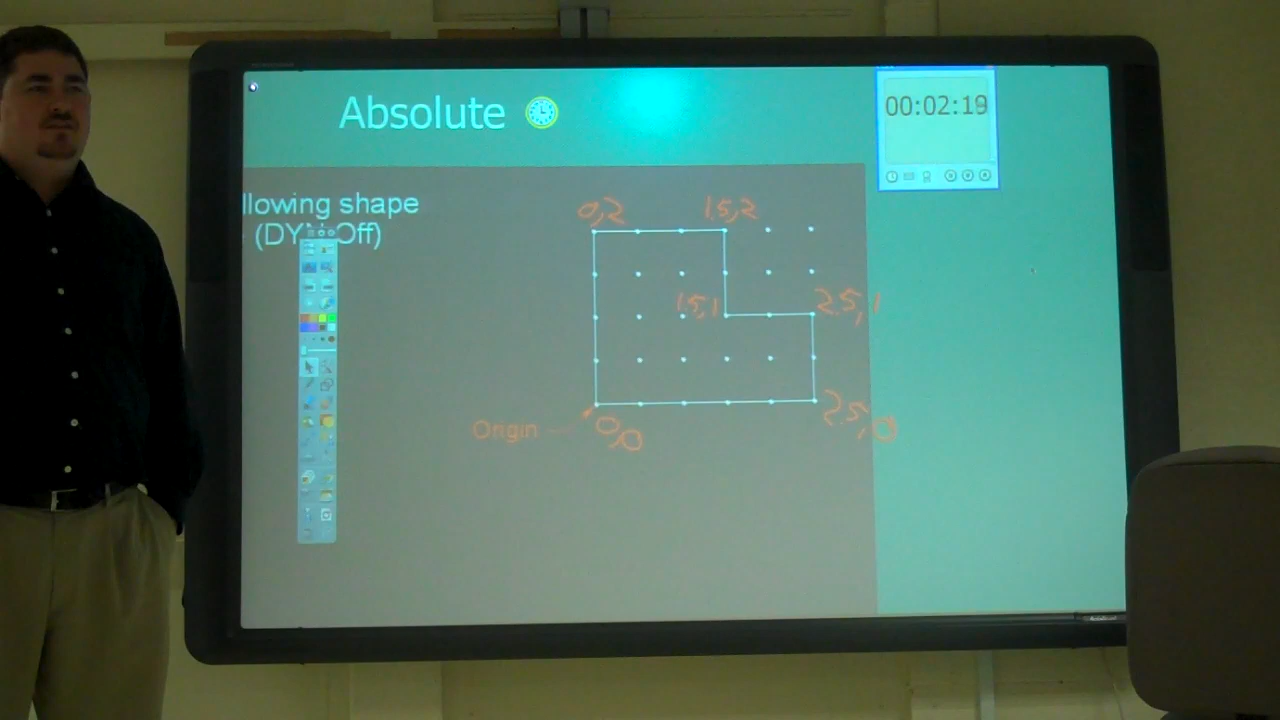 Absolute
00:02:19
llowing shape
(DYN Off)
0,2
1.5,2
1.5,1
2.5,1
2.5,0
Origin
0,0